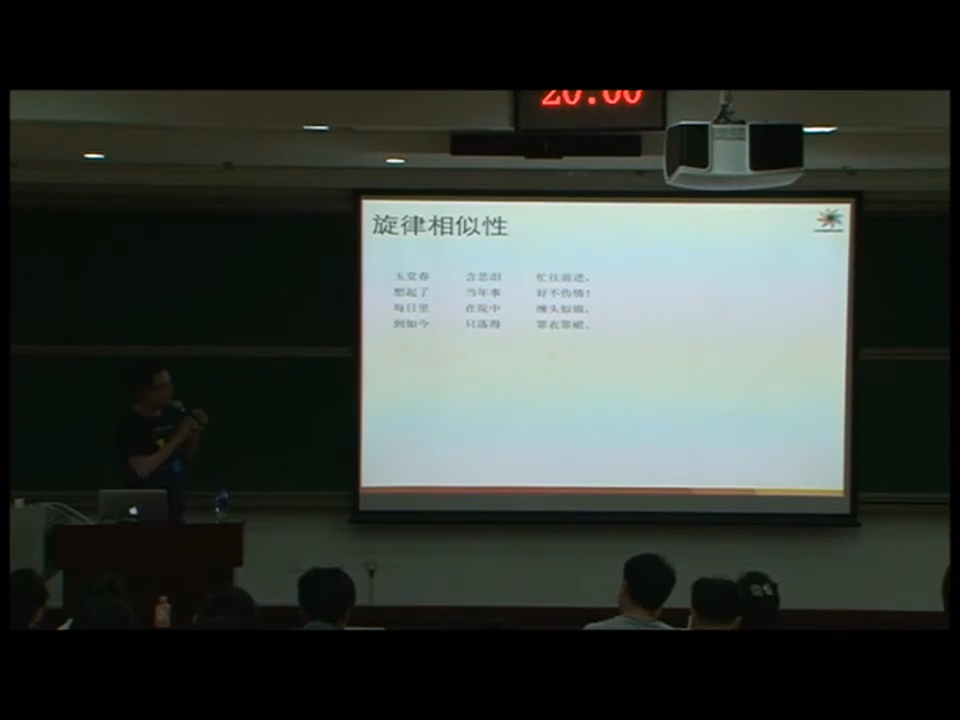 20:00
旋律相似性
玉堂春 含悲泪 忙往前进,
想起了 当年事 好不伤情!
每日里 在院中 缠头似锦,
到如今 只落得 罪衣罪裙。